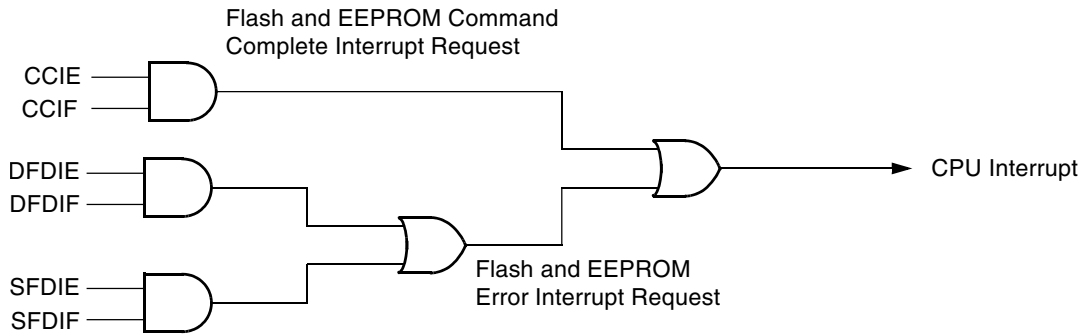 Flash and EEPROM Command
Complete Interrupt Request
CCIE
CCIF
DFDIE
DFDIF
CPU Interrupt
Flash and EEPROM
Error Interrupt Request
SFDIE
SFDIF